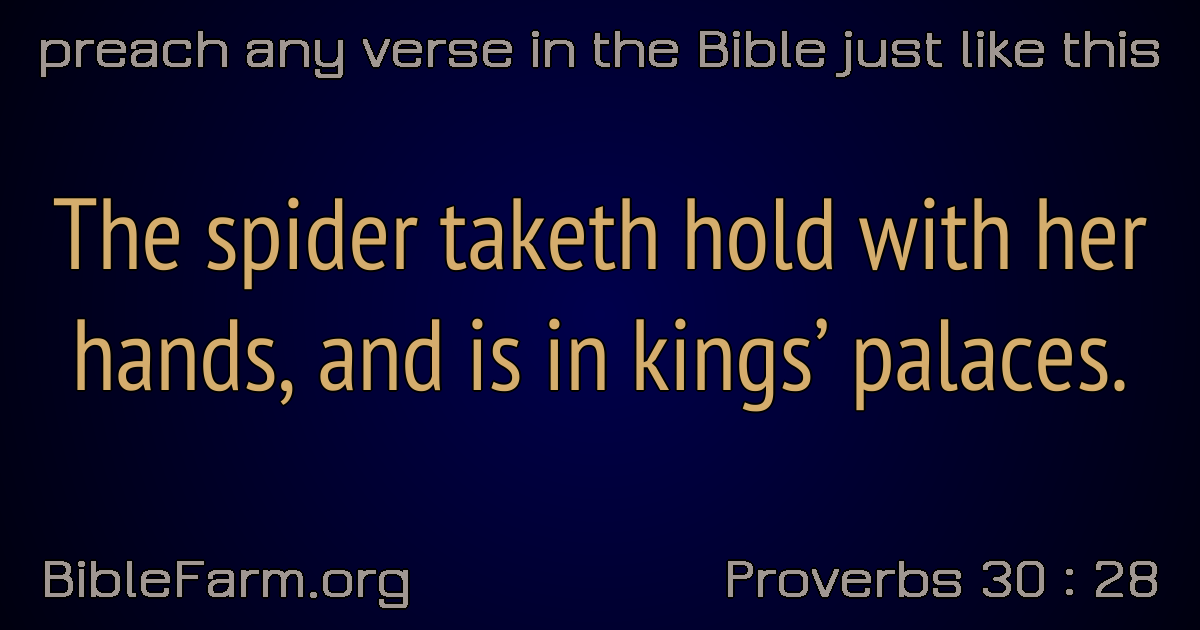 preach any verse in the Bible just like this
The spider taketh hold with her
hands, and is in kings’ palaces.
BibleFarm.org
Proverbs 30 : 28